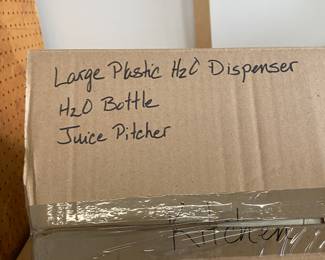 Large Plastic H2O Dispenser
H2O Bottle
Juice Pitcher
Kitchen